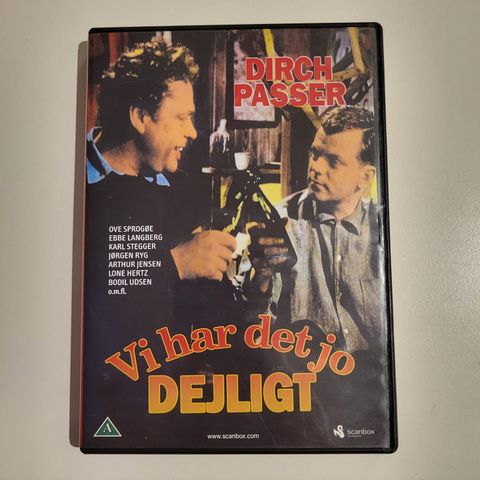 DIRCH
PASSER
OVE SPROGØE
EBBE LANGBERG
KARL STEGGER
JØRGEN RYG
ARTHUR JENSEN
LONE HERTZ
BODIL UDSEN
o.m.fl.
Vi har det jo
DEJLIGT
A
www.scanbox.com
scanbox